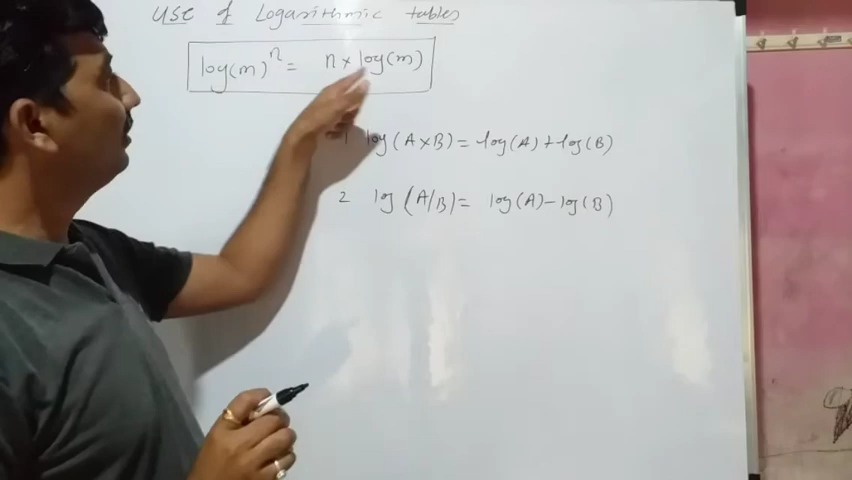 Use of Logarithmic tables
log(m)^n = n × log(m)
1 log(A×B) = log(A) + log(B)
2 log(A/B) = log(A) - log(B)